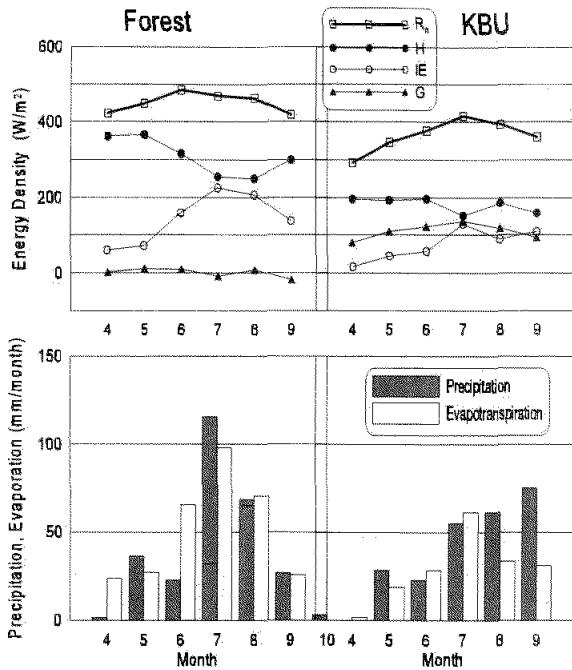 Forest
KBU
Rn
H
lE
G
Energy Density (W/m²)
600
400
200
0
4 5 6 7 8 9
4 5 6 7 8 9
Precipitation, Evaporation (mm/month)
150
100
50
0
Precipitation
Evapotranspiration
4 5 6 7 8 9 10 4 5 6 7 8 9
Month
Month